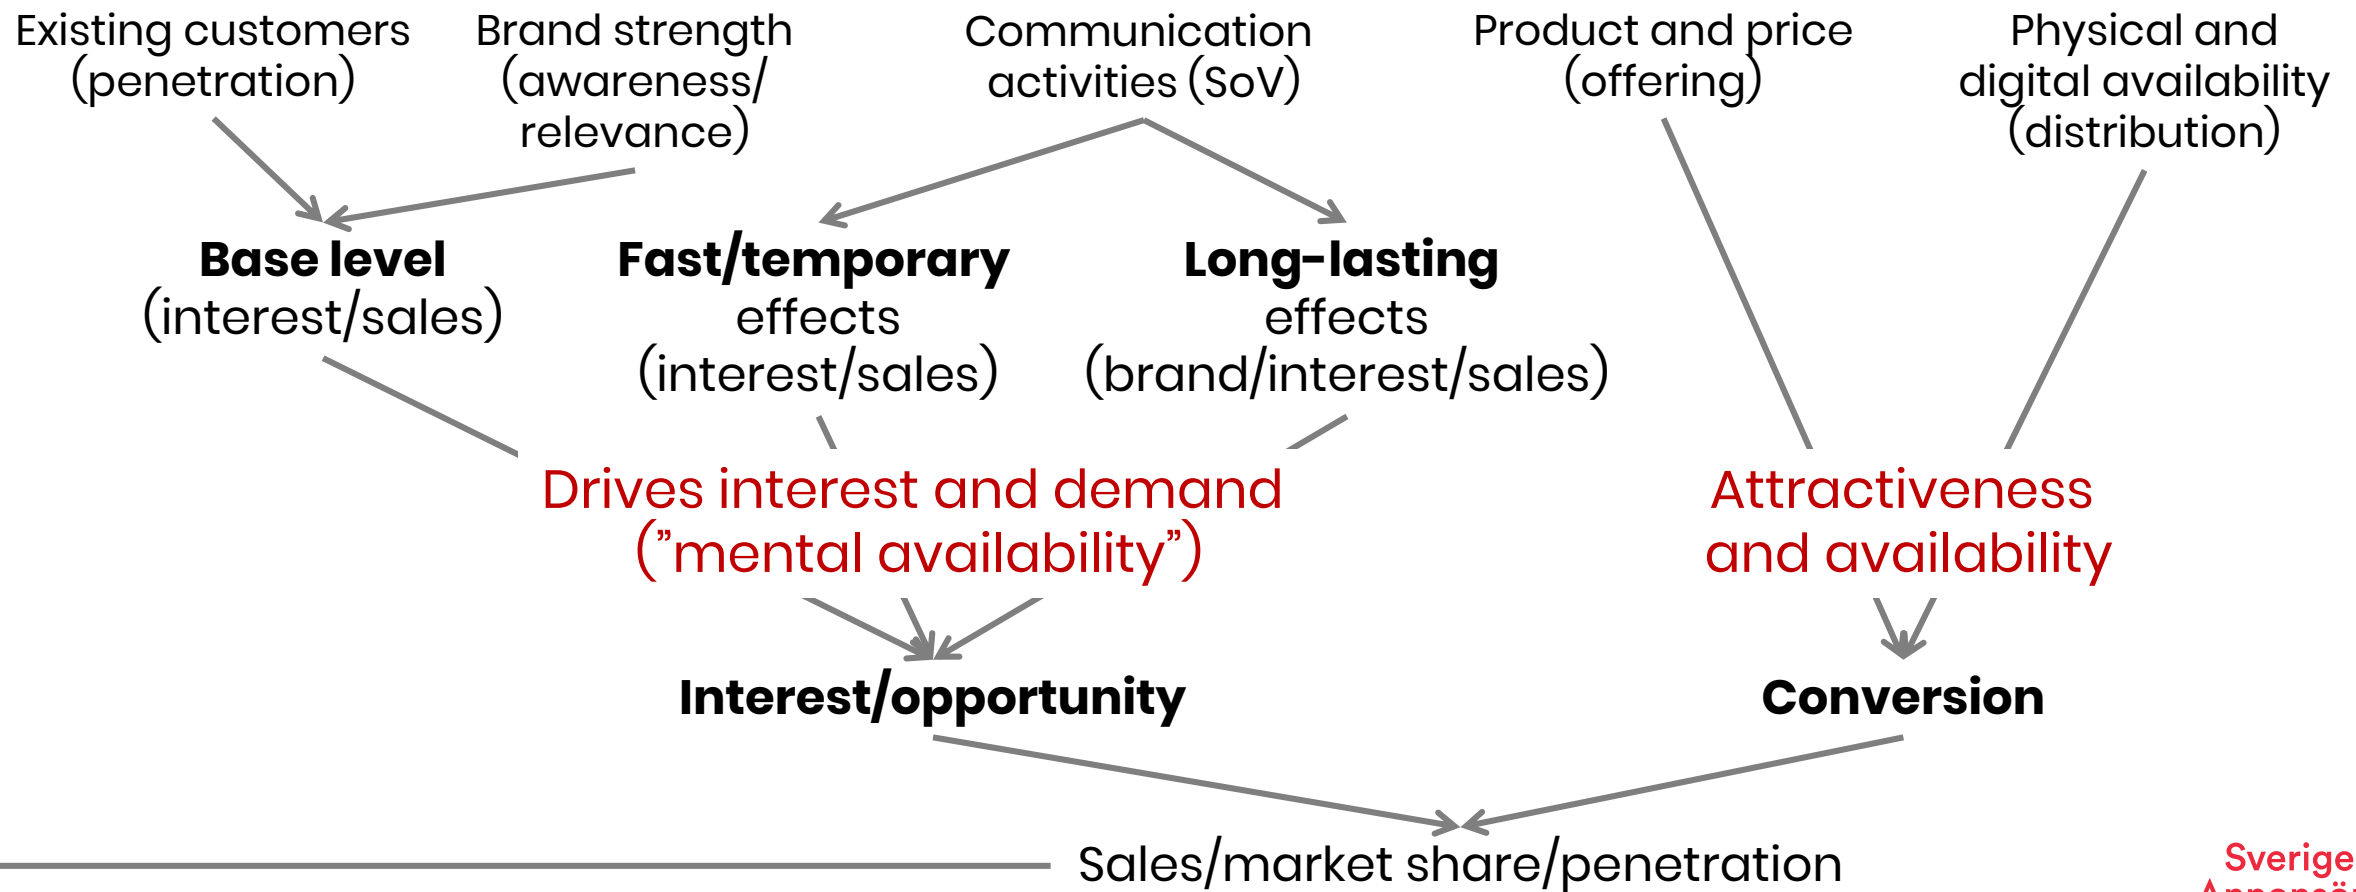 Existing customers
(penetration)
Brand strength
(awareness/
relevance)
Communication
activities (SoV)
Product and price
(offering)
Physical and
digital availability
(distribution)
Base level
(interest/sales)
Fast/temporary
effects
(interest/sales)
Long-lasting
effects
(brand/interest/sales)
Drives interest and demand
(”mental availability”)
Attractiveness
and availability
Interest/opportunity
Conversion
Sales/market share/penetration
Sverige